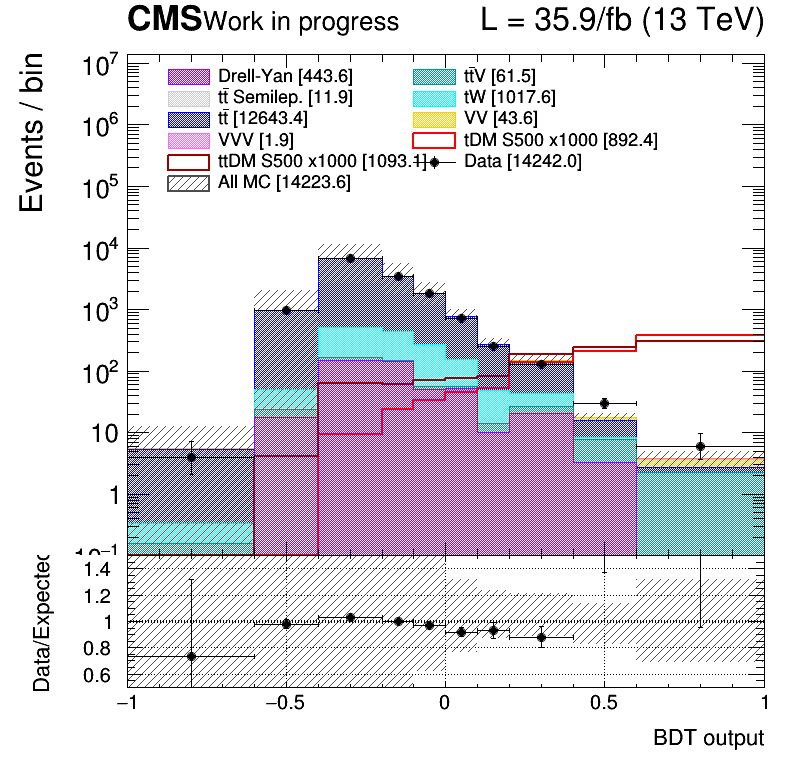 CMS Work in progress L = 35.9/fb (13 TeV)
Events / bin
10⁷
10⁶
10⁵
10⁴
10³
10²
10
1
10⁻¹
Drell-Yan [443.6] tt̄V [61.5]
tt̄ Semilep. [11.9] tW [1017.6]
tt̄ [12643.4] VV [43.6]
VVV [1.9] tDM S500 x1000 [892.4]
ttDM S500 x1000 [1093.1] Data [14242.0]
All MC [14223.6]
Data/Expected
1.4
1.2
1
0.8
0.6
−1 −0.5 0 0.5 1
BDT output